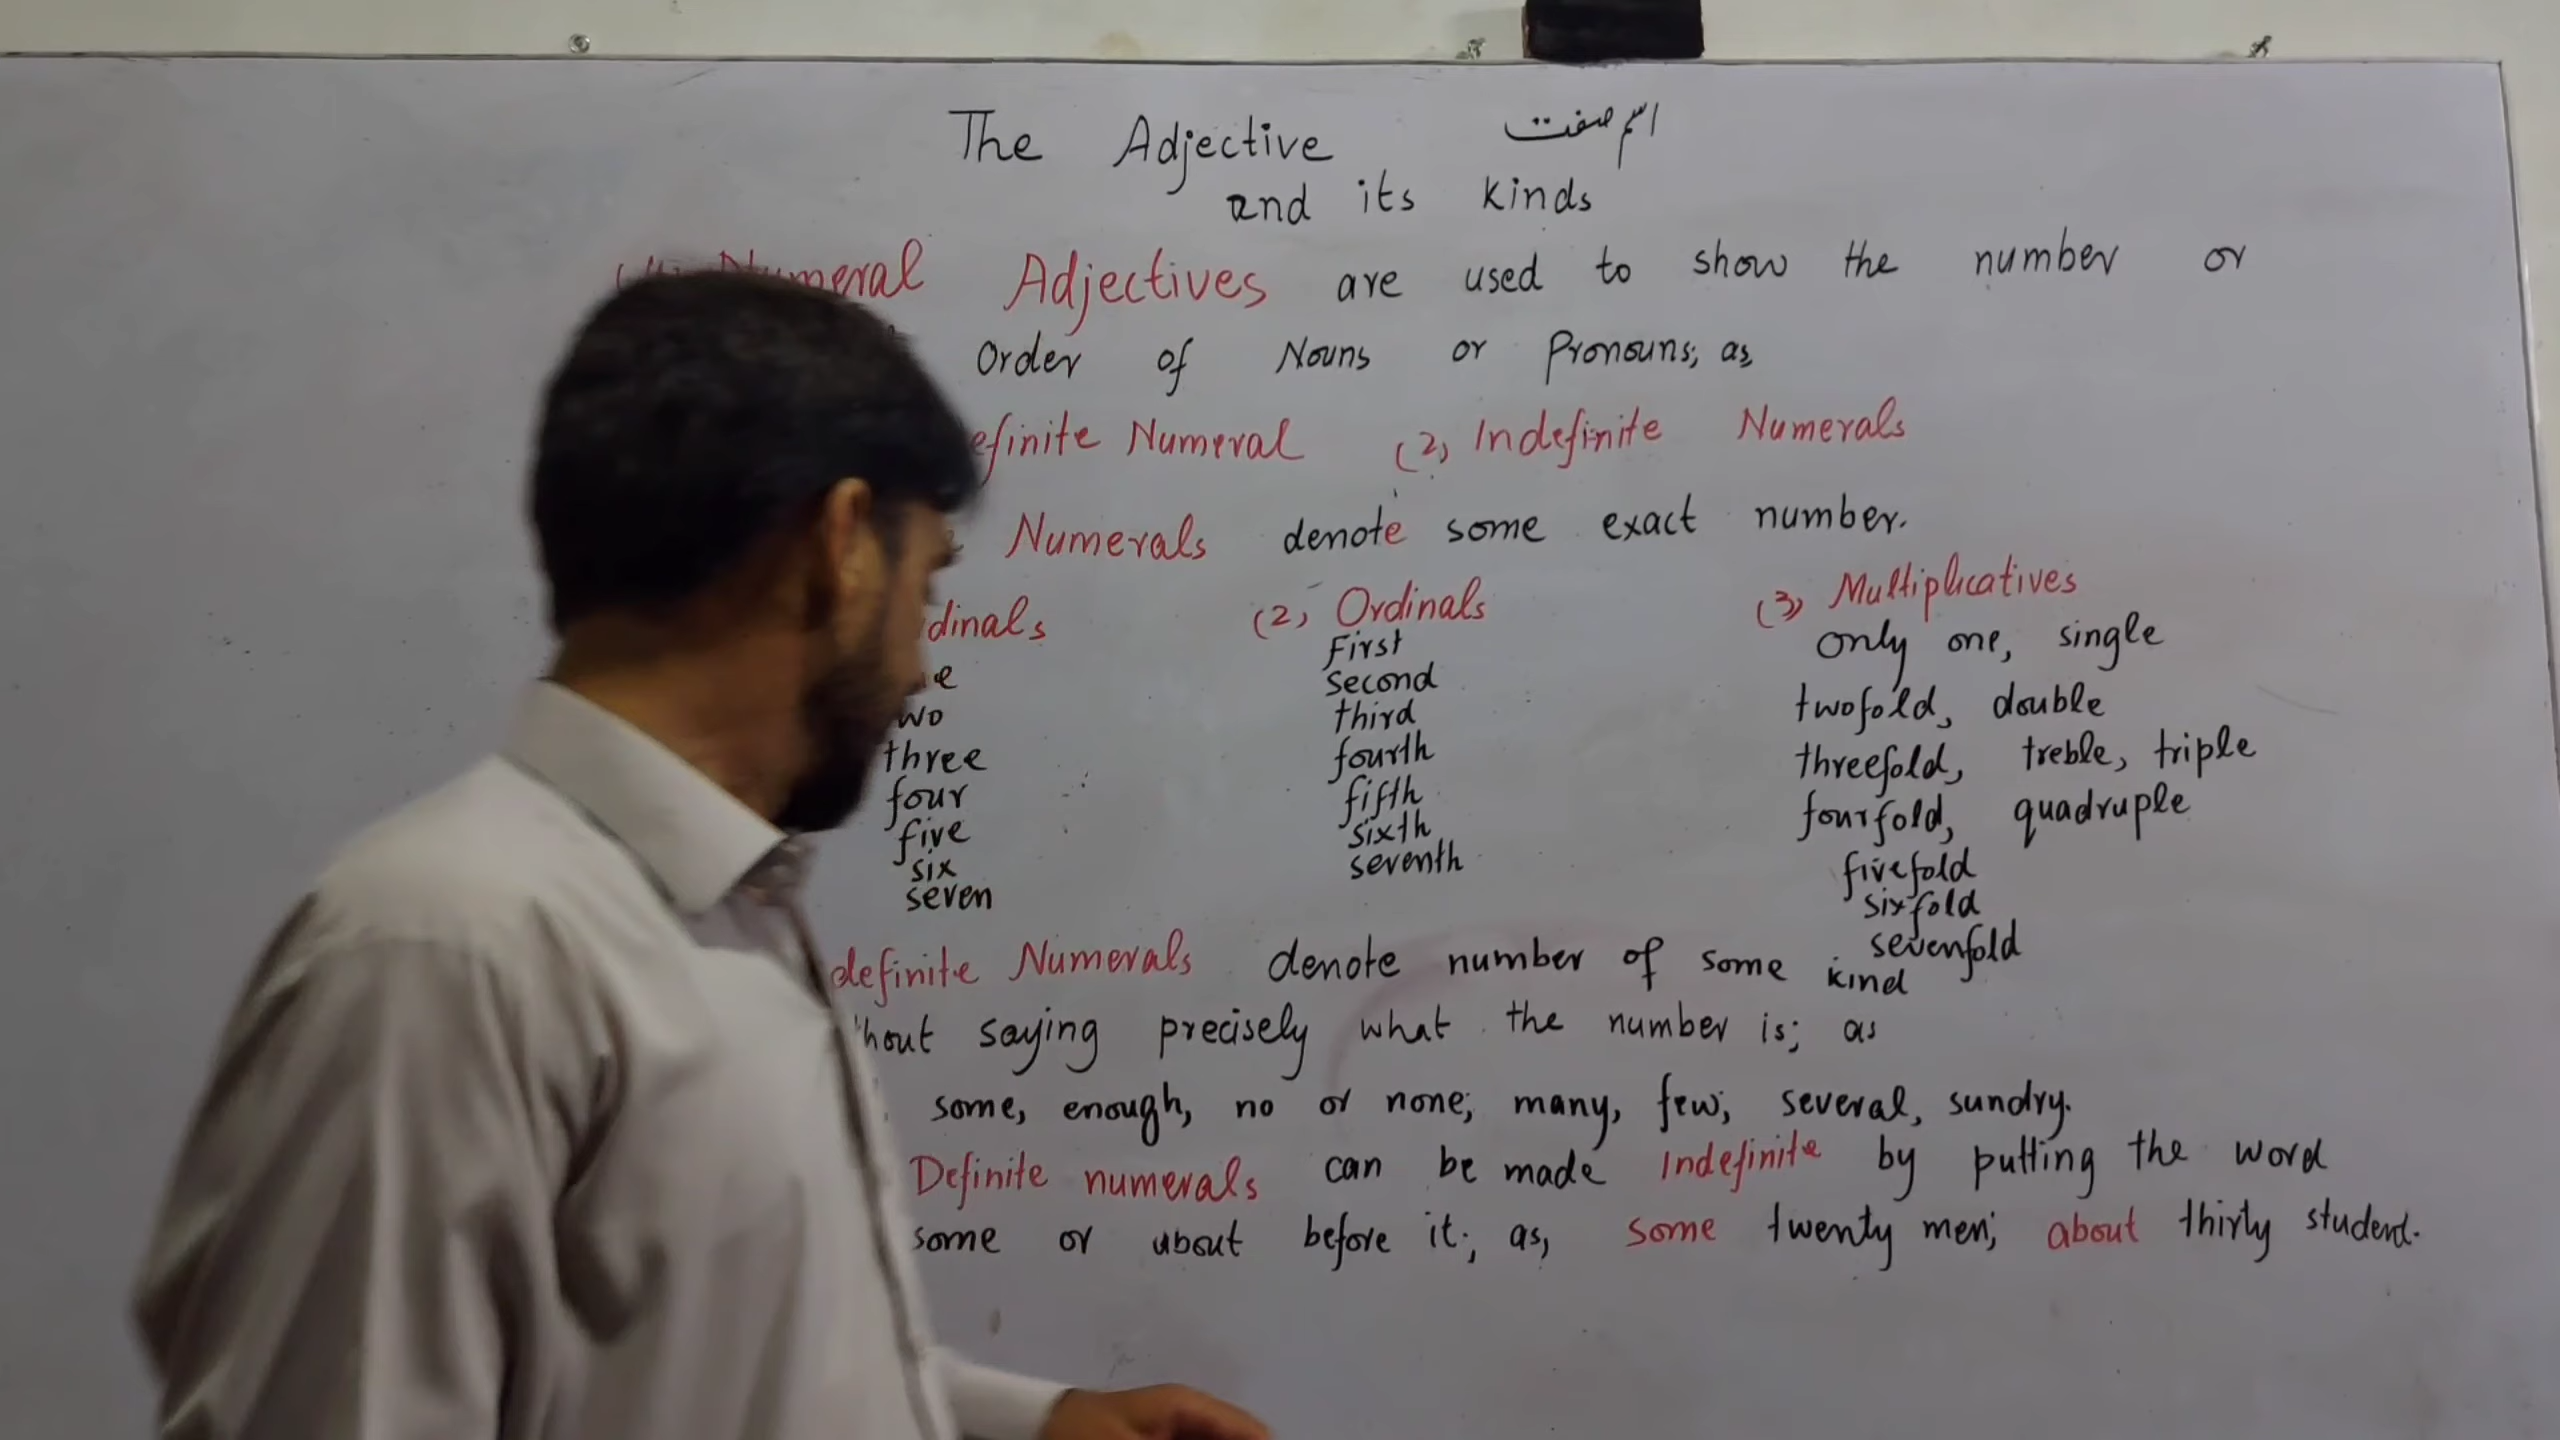 The Adjective اسم صفت
and its kinds
Numeral Adjectives are used to show the number or
Order of Nouns or Pronouns; as,
efinite Numeral (2) Indefinite Numerals
Numerals denote some exact number.
dinals (2) Ordinals (3) Multiplicatives
e First only one, single
wo second twofold, double
three third threefold, treble, triple
four fourth fourfold, quadruple
five fifth fivefold
six sixth sixfold
seven seventh sevenfold
definite Numerals denote number of some kind
hout saying precisely what the number is; as
some, enough, no or none; many, few; several, sundry.
Definite numerals can be made Indefinite by putting the word
some or about before it; as, some twenty men; about thirty student.